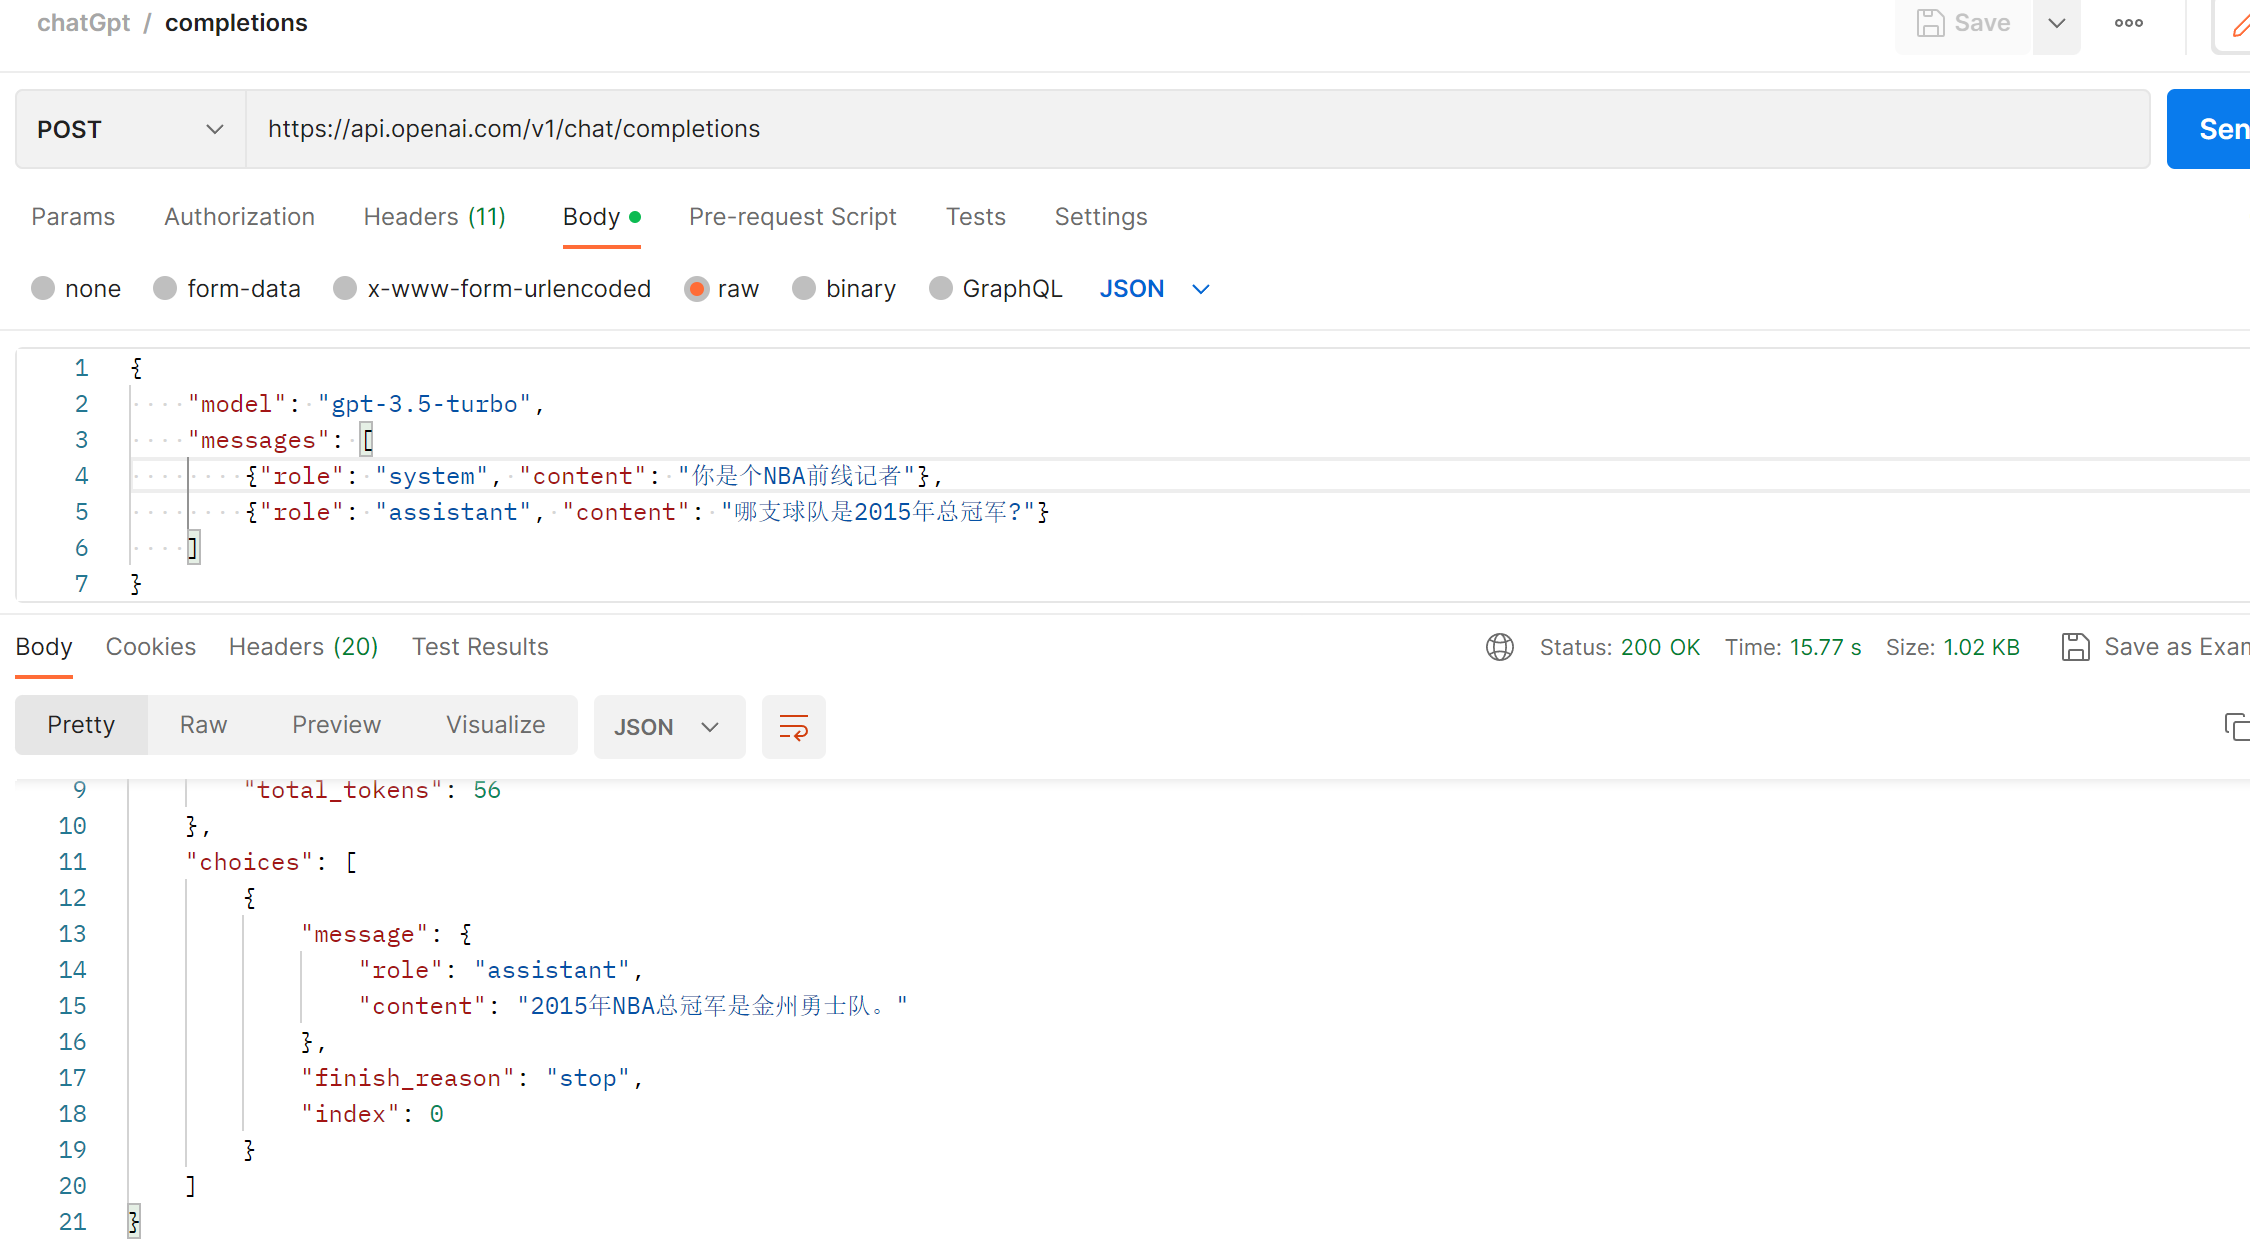 chatGpt / completions
Save
POST
https://api.openai.com/v1/chat/completions
Sen
Params Authorization Headers (11) Body Pre-request Script Tests Settings
none form-data x-www-form-urlencoded raw binary GraphQL JSON
1 {
2 "model": "gpt-3.5-turbo",
3 "messages": [
4 {"role": "system", "content": "你是个NBA前线记者"},
5 {"role": "assistant", "content": "哪支球队是2015年总冠军?"}
6 ]
7 }
Body Cookies Headers (20) Test Results Status: 200 OK Time: 15.77 s Size: 1.02 KB Save as Exan
Pretty Raw Preview Visualize JSON
9 "total_tokens": 56
10 },
11 "choices": [
12 {
13 "message": {
14 "role": "assistant",
15 "content": "2015年NBA总冠军是金州勇士队。"
16 },
17 "finish_reason": "stop",
18 "index": 0
19 }
20 ]
21 }